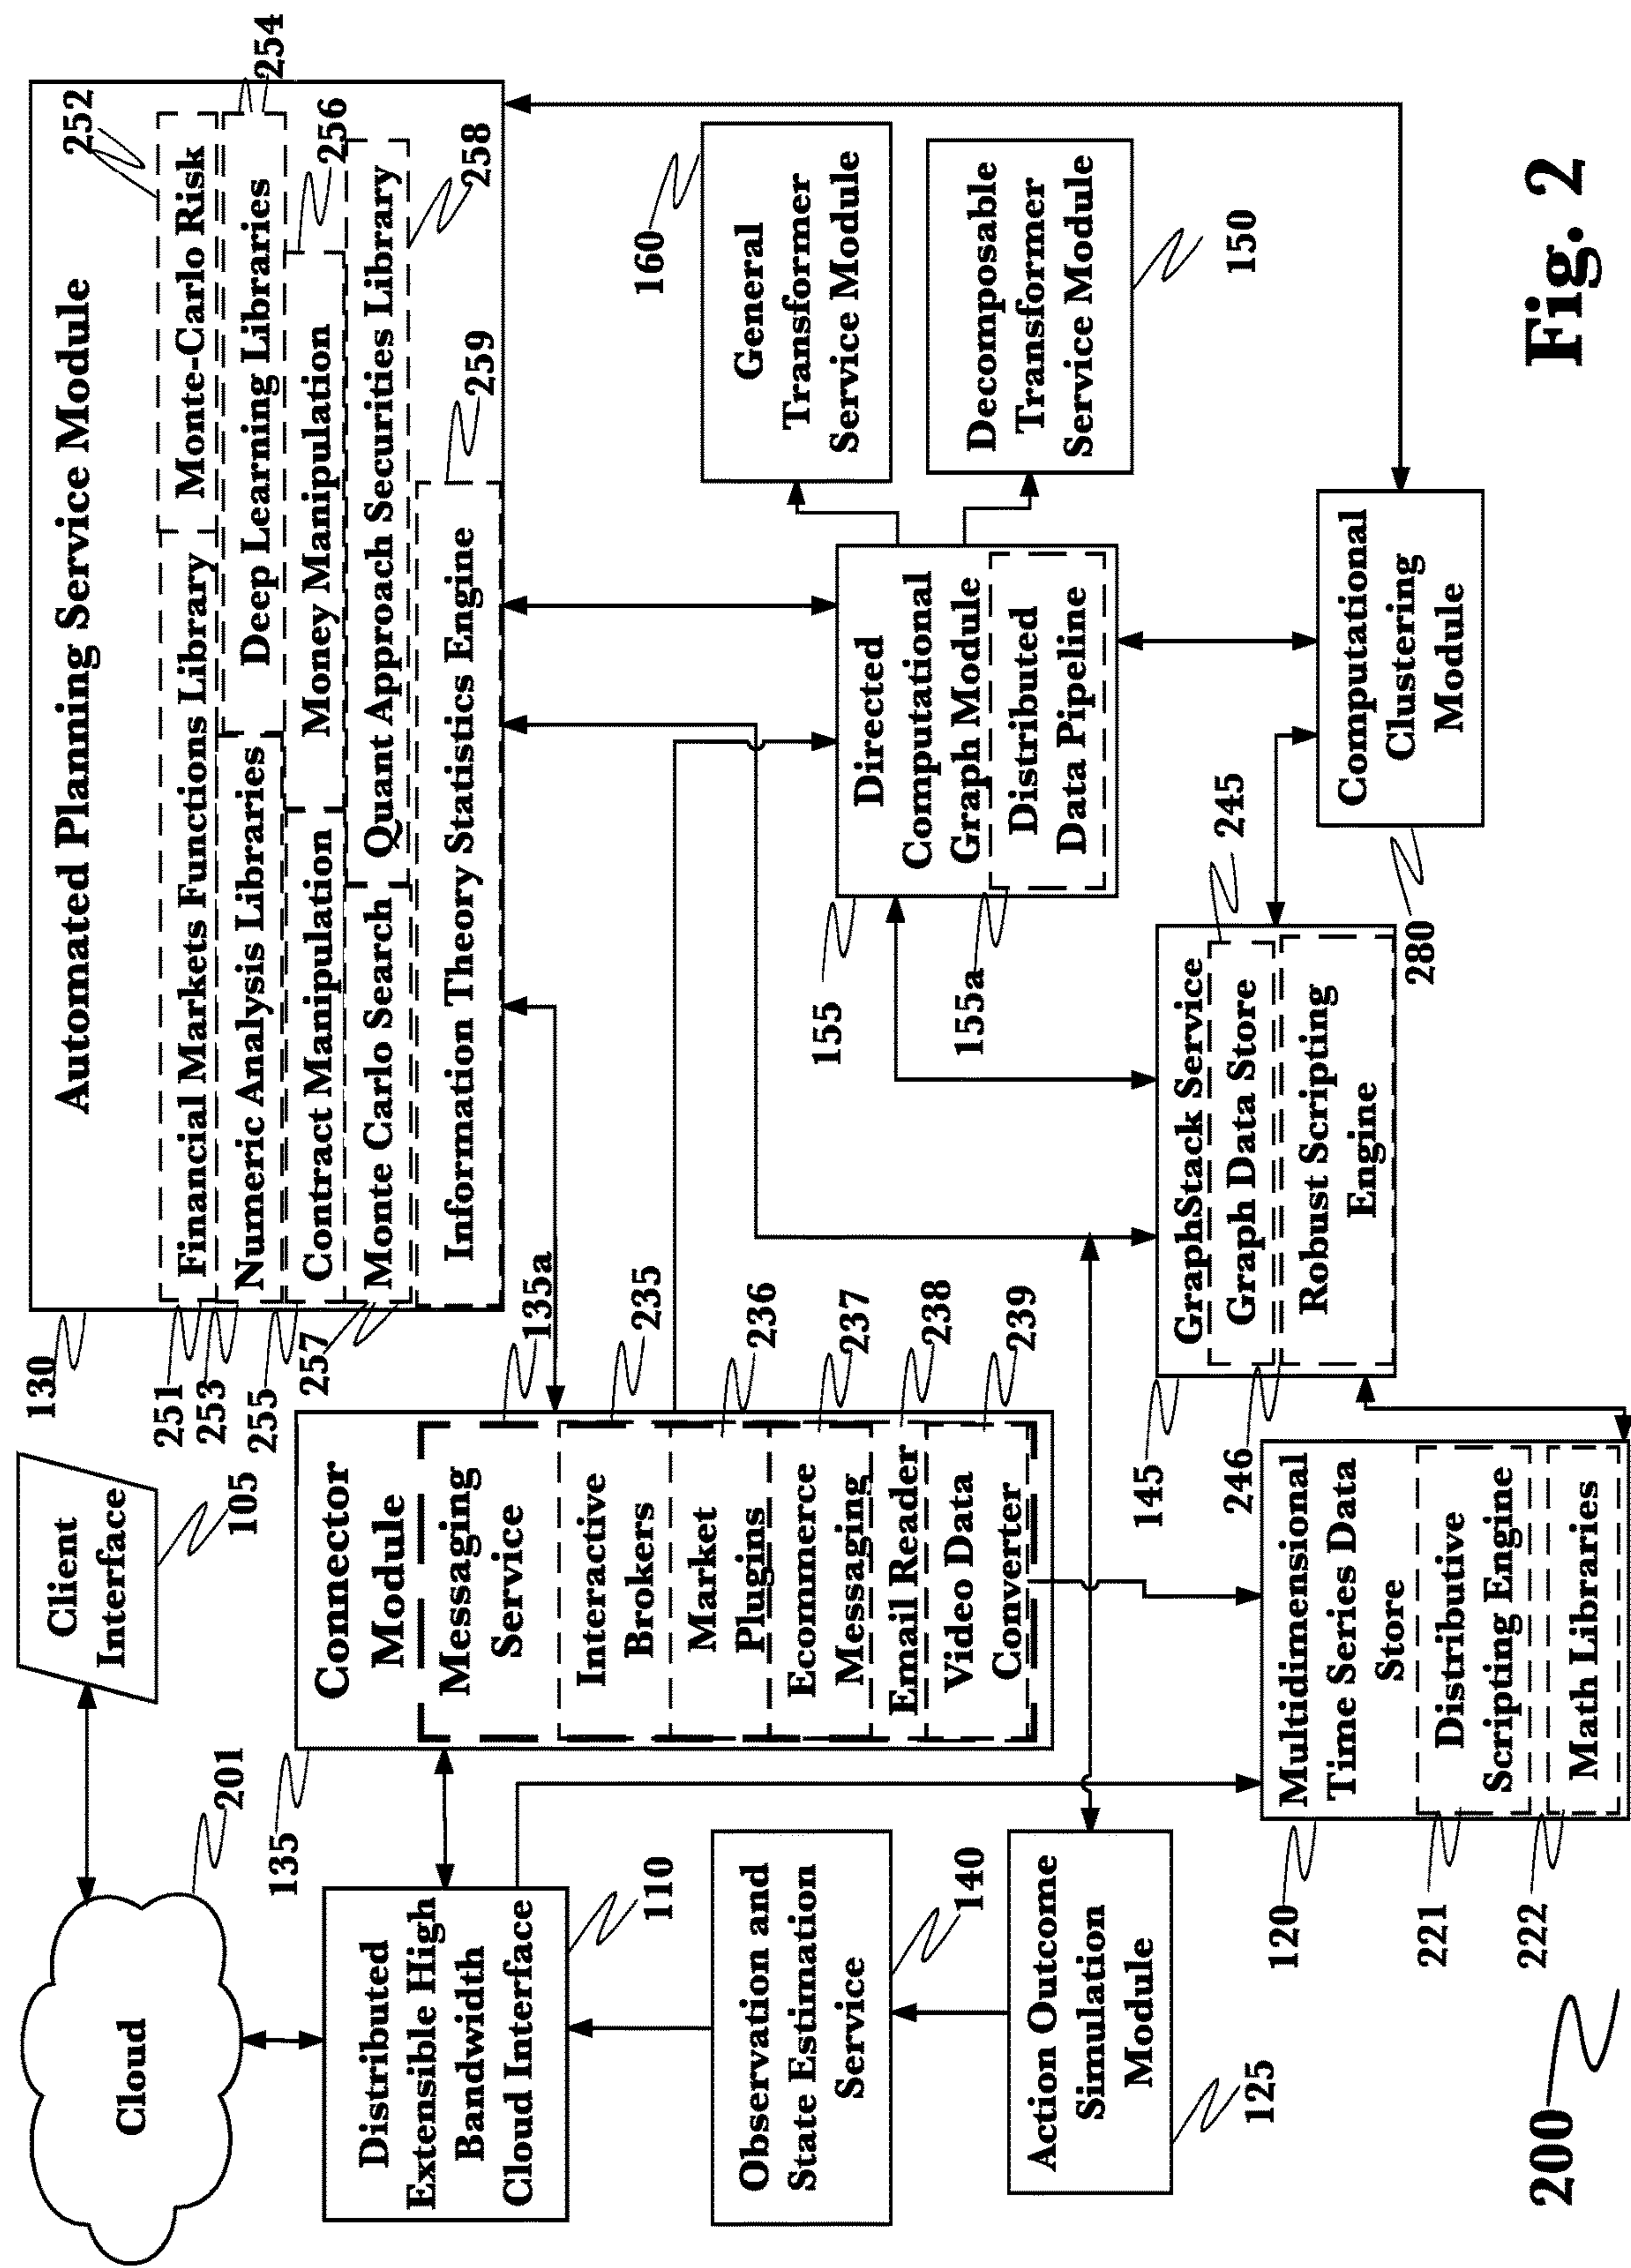 Cloud
201
Client
Interface
105
Distributed
Extensible High
Bandwidth
Cloud Interface
110
135
Connector
Module
Messaging
Service
135a
Interactive
Brokers
235
Market
Plugins
236
Ecommerce
Messaging
237
Email Reader
238
Video Data
Converter
239
130
Automated Planning Service Module
251
Financial Markets Functions Library
Monte-Carlo Risk
252
253
Numeric Analysis Libraries
Deep Learning Libraries
254
255
Contract Manipulation
Money Manipulation
256
257
Monte Carlo Search
Quant Approach Securities Library
258
Information Theory Statistics Engine
259
Observation and
State Estimation
Service
140
Action Outcome
Simulation
Module
125
120
Multidimensional
Time Series Data
Store
Distributive
Scripting Engine
221
Math Libraries
222
145
GraphStack Service
Graph Data Store
245
Robust Scripting
Engine
246
155
Directed
Computational
Graph Module
Distributed
Data Pipeline
155a
160
General
Transformer
Service Module
Decomposable
Transformer
Service Module
150
Computational
Clustering
Module
280
200
Fig. 2